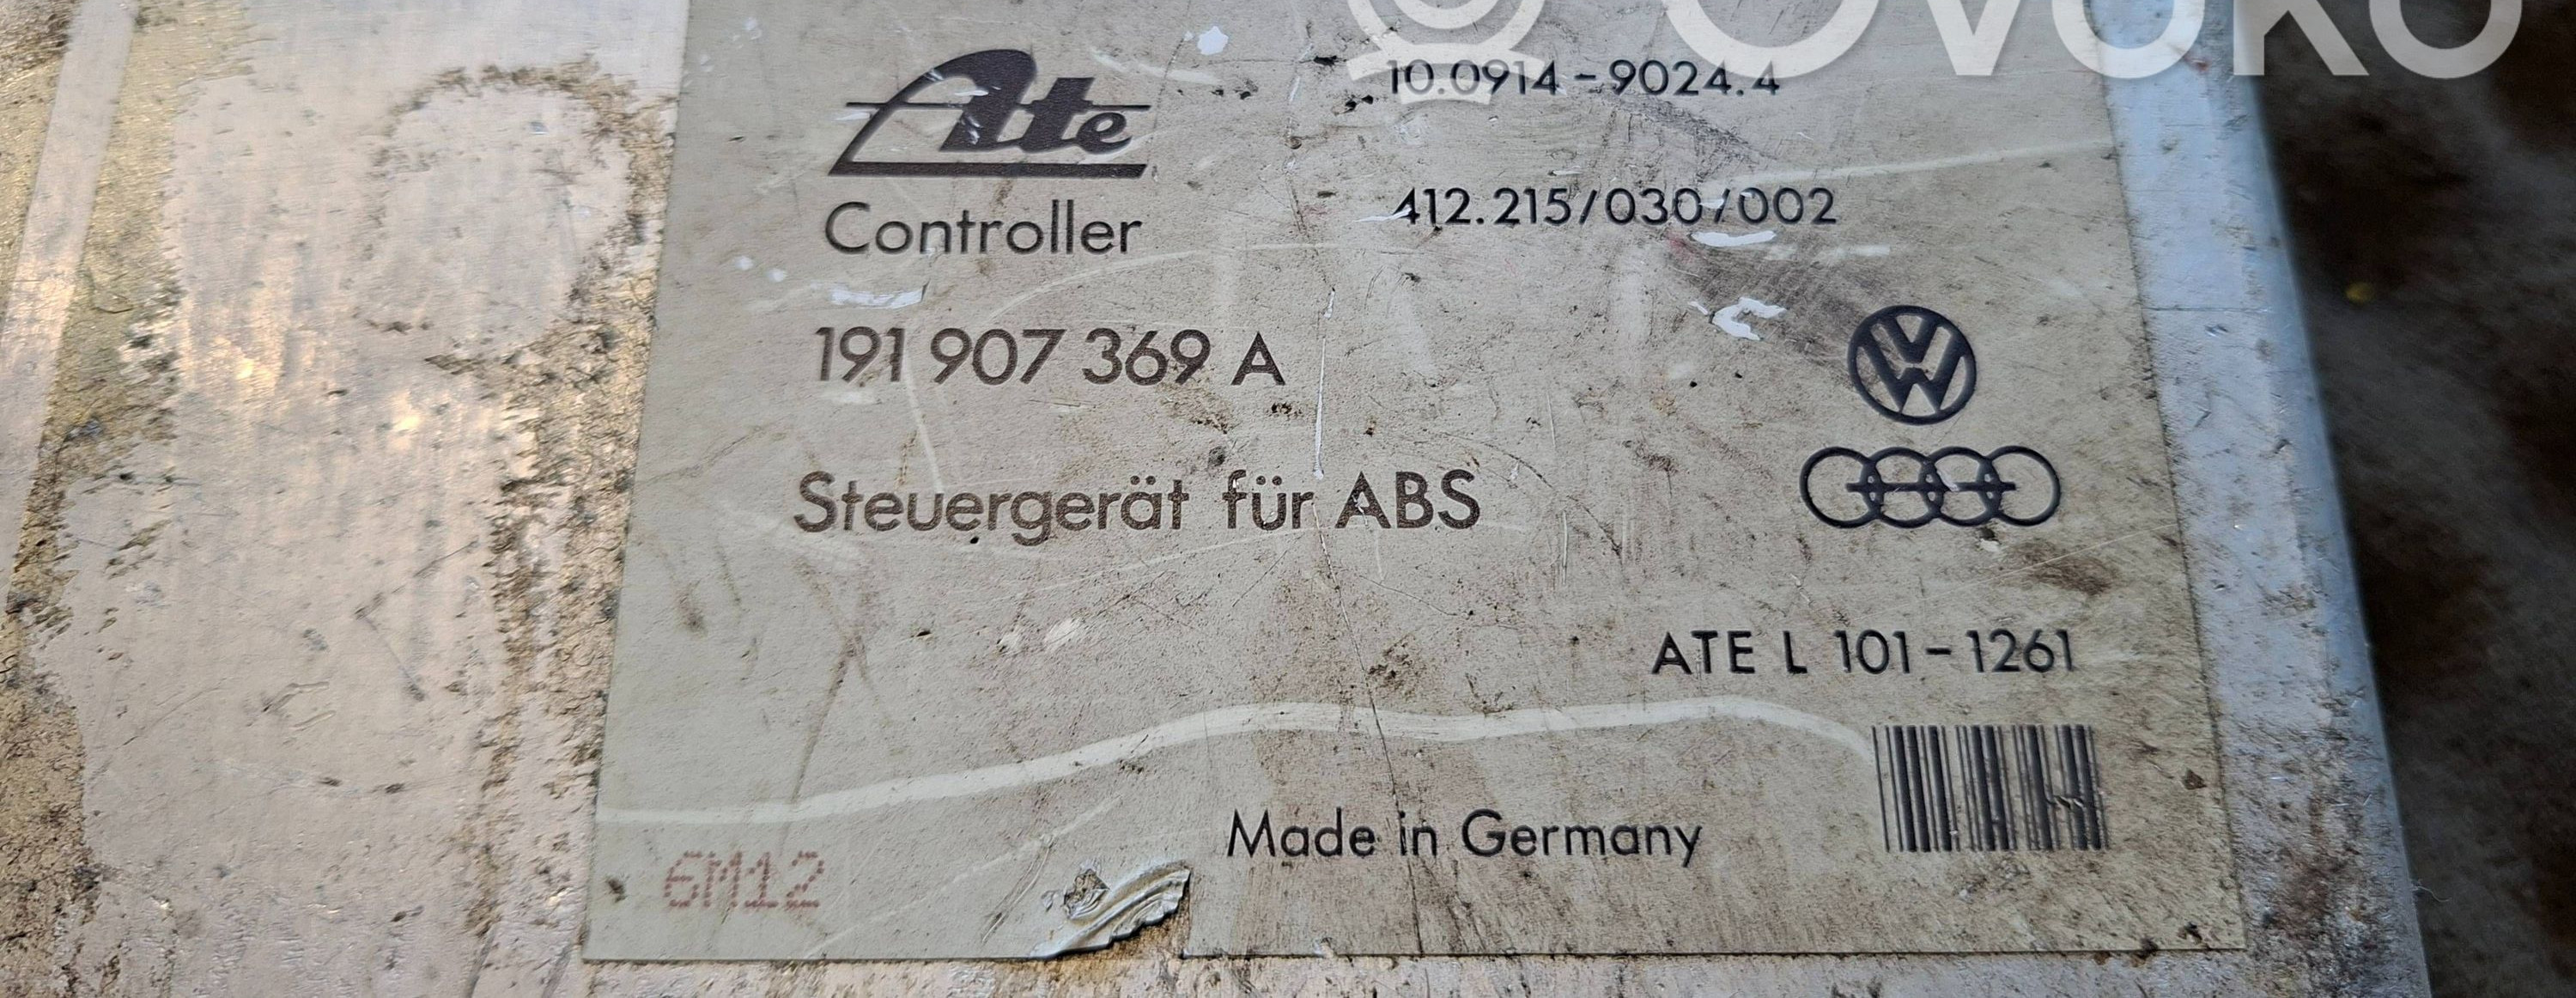 OVOKO
Ate
10.0914-9024.4
Controller
412.215/030/002
191 907 369 A
Steuergerät für ABS
ATE L 101-1261
Made in Germany
6M12